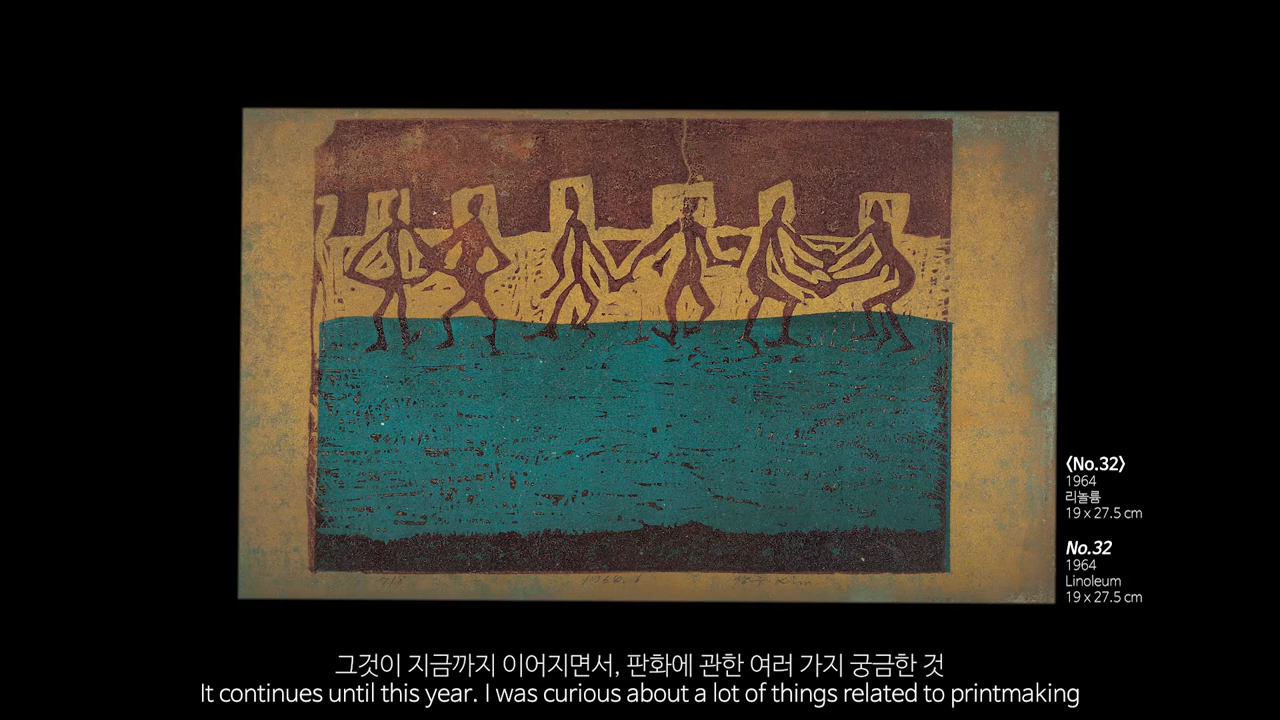 〈No.32〉
1964
리놀륨
19 x 27.5 cm
No.32
1964
Linoleum
19 x 27.5 cm
그것이 지금까지 이어지면서, 판화에 관한 여러 가지 궁금한 것
It continues until this year. I was curious about a lot of things related to printmaking